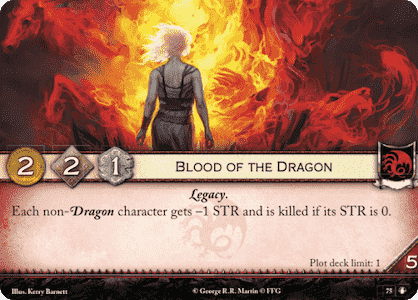 2 2 1 Blood of the Dragon
Legacy.
Each non-Dragon character gets –1 STR and is killed if its STR is 0.
Plot deck limit: 1
5
Illus. Kerry Barnett © George R.R. Martin © FFG 75